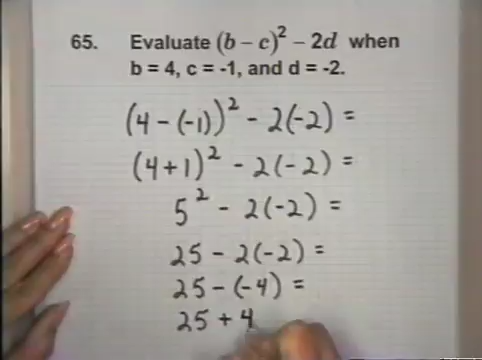 65. Evaluate (b – c)² – 2d when
b = 4, c = -1, and d = -2.
(4 - (-1))² - 2(-2) =
(4 + 1)² - 2(-2) =
5² - 2(-2) =
25 - 2(-2) =
25 - (-4) =
25 + 4